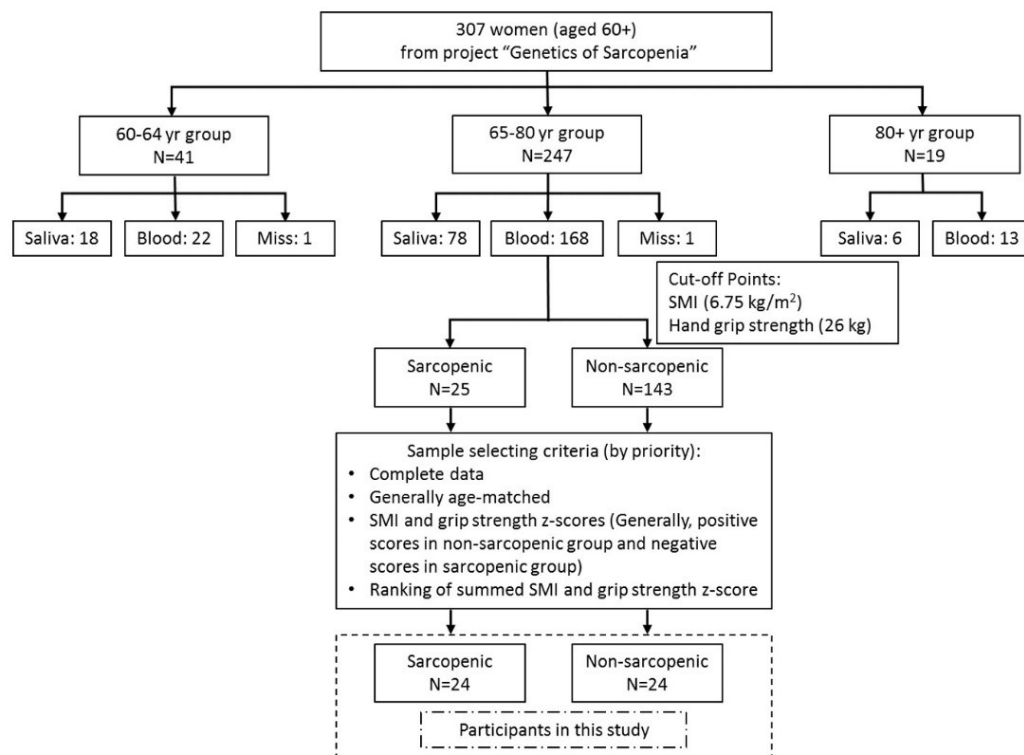 307 women (aged 60+)
from project “Genetics of Sarcopenia”
60-64 yr group
N=41
65-80 yr group
N=247
80+ yr group
N=19
Saliva: 18
Blood: 22
Miss: 1
Saliva: 78
Blood: 168
Miss: 1
Saliva: 6
Blood: 13
Cut-off Points:
SMI (6.75 kg/m²)
Hand grip strength (26 kg)
Sarcopenic
N=25
Non-sarcopenic
N=143
Sample selecting criteria (by priority):
• Complete data
• Generally age-matched
• SMI and grip strength z-scores (Generally, positive
scores in non-sarcopenic group and negative
scores in sarcopenic group)
• Ranking of summed SMI and grip strength z-score
Sarcopenic
N=24
Non-sarcopenic
N=24
Participants in this study